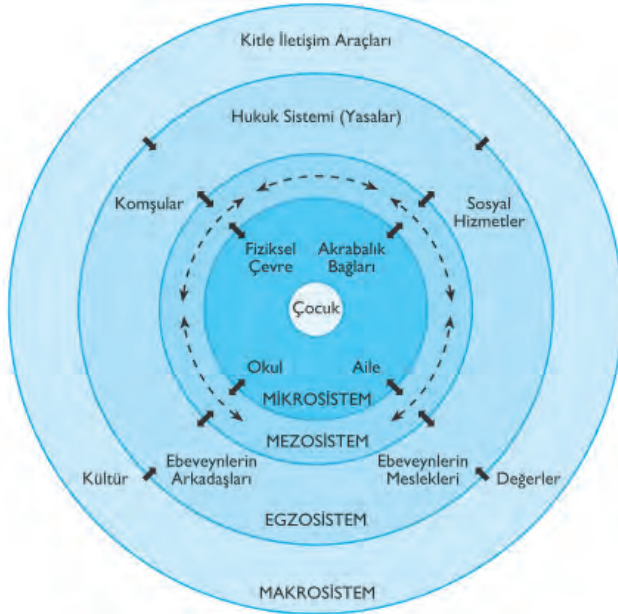 Kitle İletişim Araçları
Hukuk Sistemi (Yasalar)
Komşular
Sosyal
Hizmetler
Fiziksel
Çevre
Akrabalık
Bağları
Çocuk
Okul
Aile
MİKROSİSTEM
MEZOSİSTEM
Kültür
Ebeveynlerin
Arkadaşları
Ebeveynlerin
Meslekleri
Değerler
EGZOSİSTEM
MAKROSİSTEM